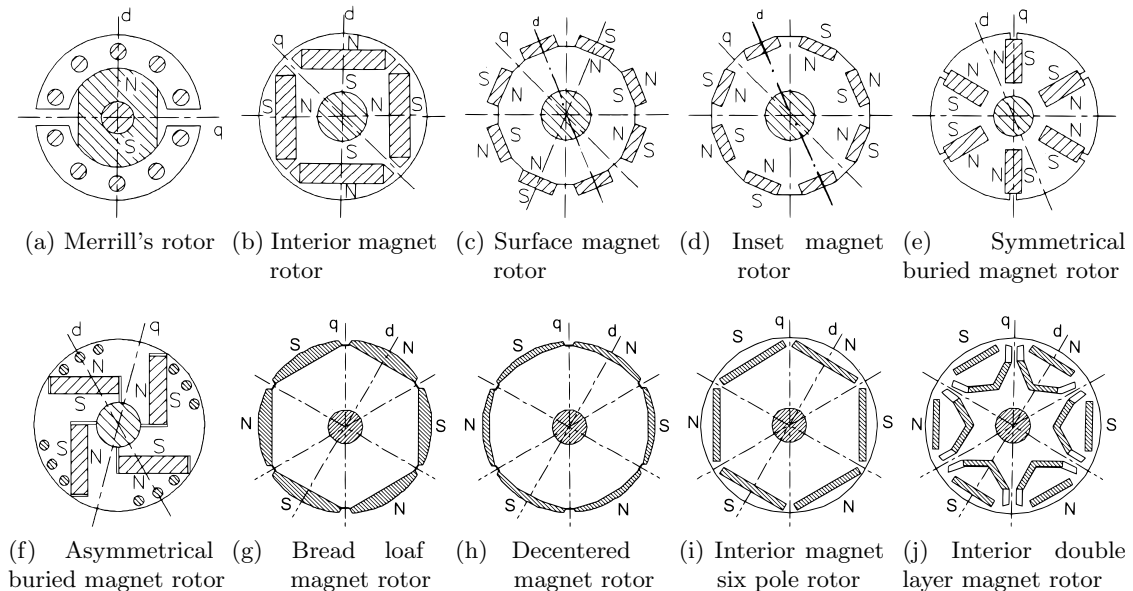 d
N
S
q
(a) Merrill's rotor
d
q
N
S
S N N S
S
N
(b) Interior magnet
rotor
q
d
S
S
N
N
S
N
N
S
S
N
N
S
S
S
N
N
(c) Surface magnet
rotor
q
d
S
S
N
N
S
N
N
S
S
N
N
S
S
S
N
N
(d) Inset magnet
rotor
q
d
N
S
S
N
N
S
N
S
S
N
N
S
(e) Symmetrical
buried magnet rotor
d
q
N
N
S
S
S
N
S
N
(f) Asymmetrical
buried magnet rotor
q
d
S
N
N
S
S
N
(g) Bread loaf
magnet rotor
q
d
S
N
N
S
S
N
(h) Decentered
magnet rotor
q
d
S
N
N
S
S
N
(i) Interior magnet
six pole rotor
q
d
S
N
N
S
S
N
(j) Interior double
layer magnet rotor